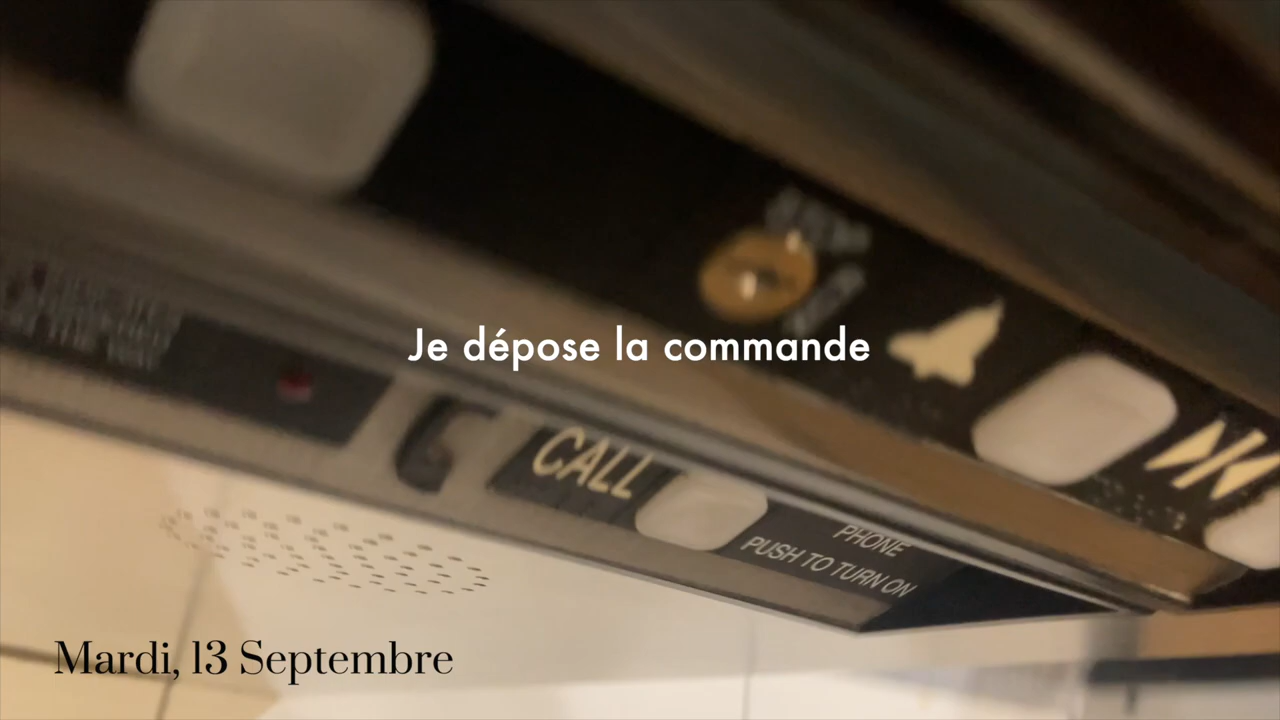 Je dépose la commande
CALL
PHONE
PUSH TO TURN ON
Mardi, 13 Septembre